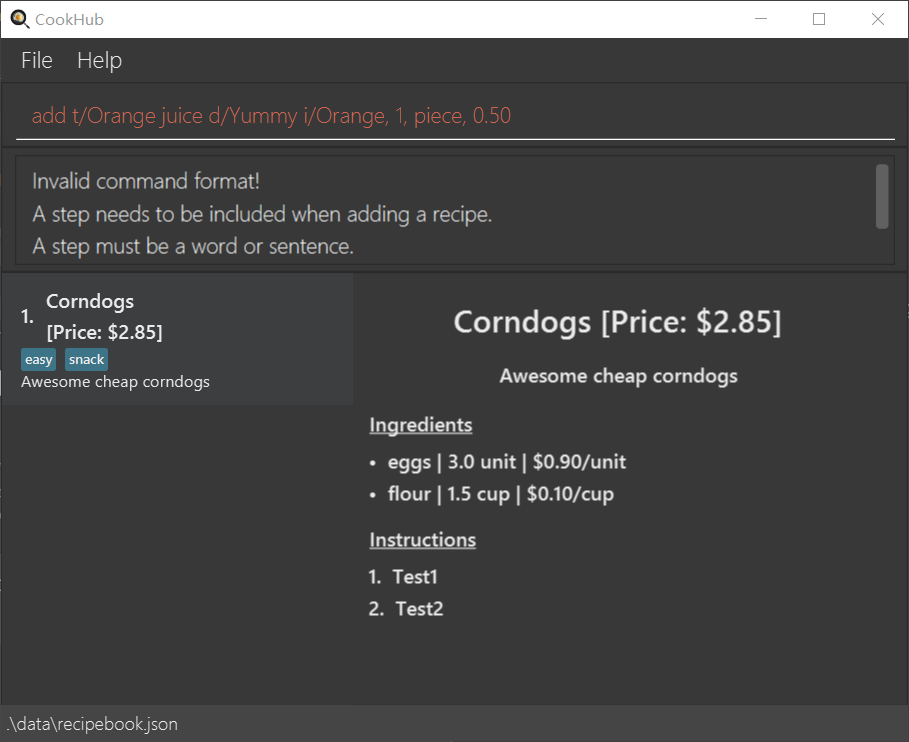 CookHub
File Help
add t/Orange juice d/Yummy i/Orange, 1, piece, 0.50
Invalid command format!
A step needs to be included when adding a recipe.
A step must be a word or sentence.
1. Corndogs
[Price: $2.85]
easy snack
Awesome cheap corndogs
Corndogs [Price: $2.85]
Awesome cheap corndogs
Ingredients
• eggs | 3.0 unit | $0.90/unit
• flour | 1.5 cup | $0.10/cup
Instructions
1. Test1
2. Test2
.\data\recipebook.json